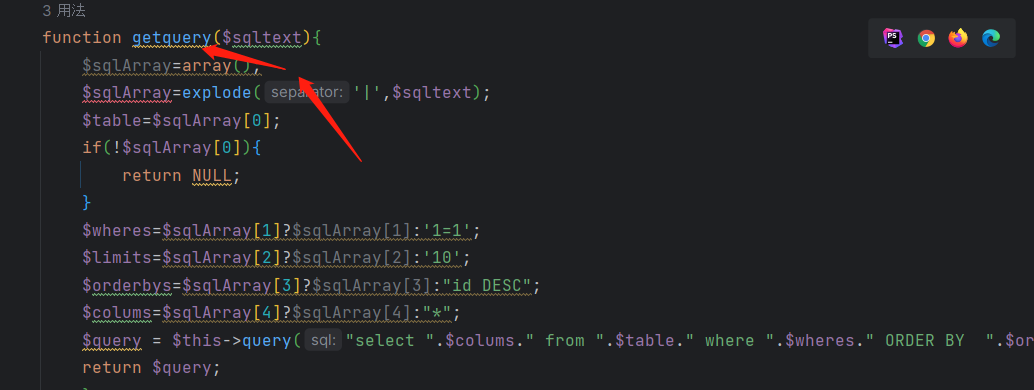 3 用法
function getquery($sqltext){
$sqlArray=array();
$sqlArray=explode( separator: '|',$sqltext);
$table=$sqlArray[0];
if(!$sqlArray[0]){
return NULL;
}
$wheres=$sqlArray[1]?$sqlArray[1]:'1=1';
$limits=$sqlArray[2]?$sqlArray[2]:'10';
$orderbys=$sqlArray[3]?$sqlArray[3]:"id DESC";
$colums=$sqlArray[4]?$sqlArray[4]:"*";
$query = $this->query( sql: "select ".$colums." from ".$table." where ".$wheres." ORDER BY  ".$or
return $query;
}
PS